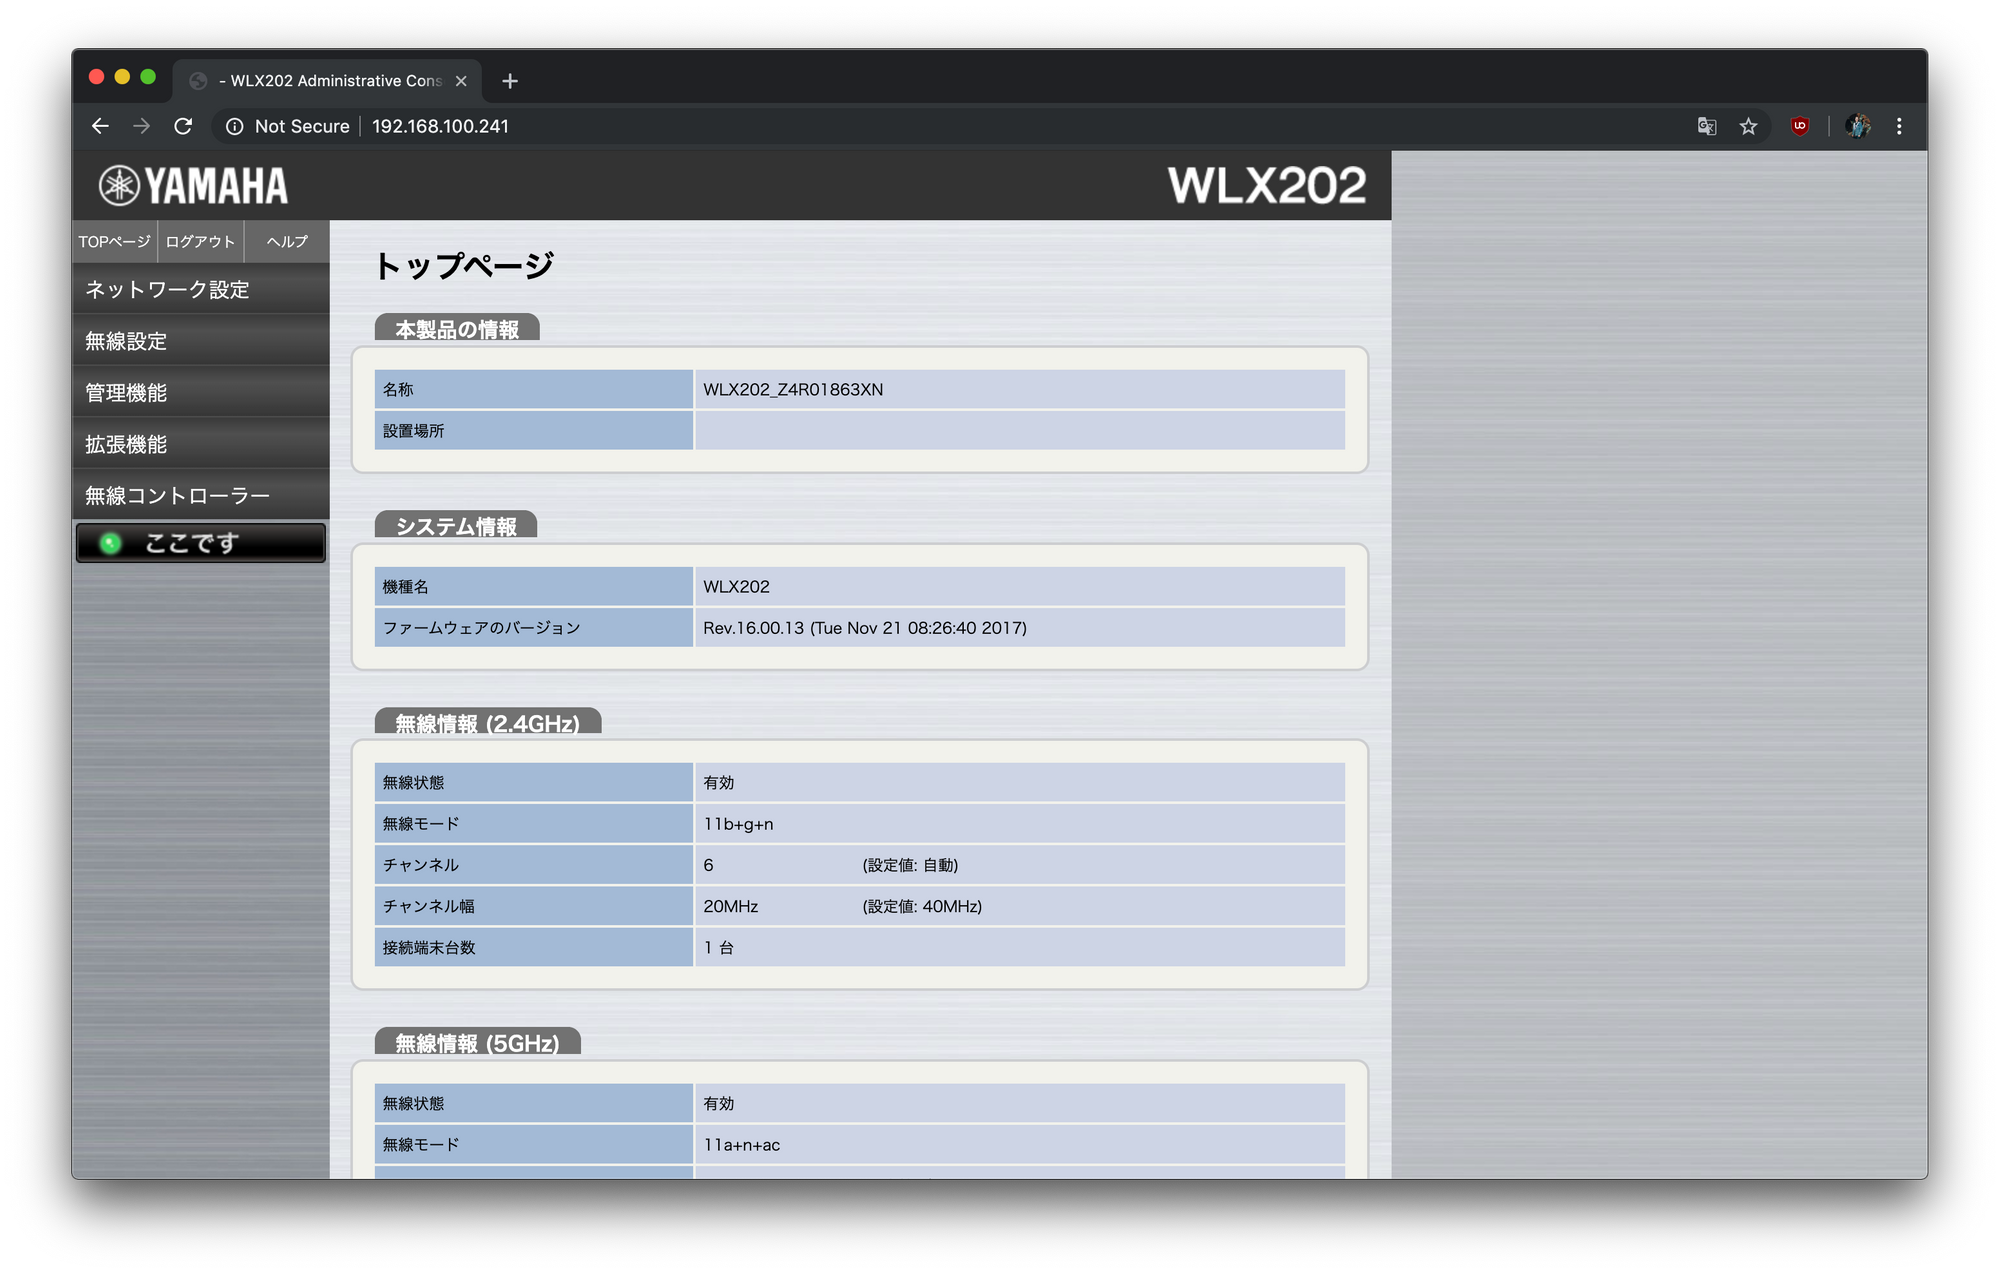 - WLX202 Administrative Cons
Not Secure
192.168.100.241
YAMAHA
WLX202
TOPページ
ログアウト
ヘルプ
ネットワーク設定
無線設定
管理機能
拡張機能
無線コントローラー
ここです
トップページ
本製品の情報
名称 WLX202_Z4R01863XN
設置場所
システム情報
機種名 WLX202
ファームウェアのバージョン Rev.16.00.13 (Tue Nov 21 08:26:40 2017)
無線情報 (2.4GHz)
無線状態 有効
無線モード 11b+g+n
チャンネル 6 (設定値: 自動)
チャンネル幅 20MHz (設定値: 40MHz)
接続端末台数 1 台
無線情報 (5GHz)
無線状態 有効
無線モード 11a+n+ac